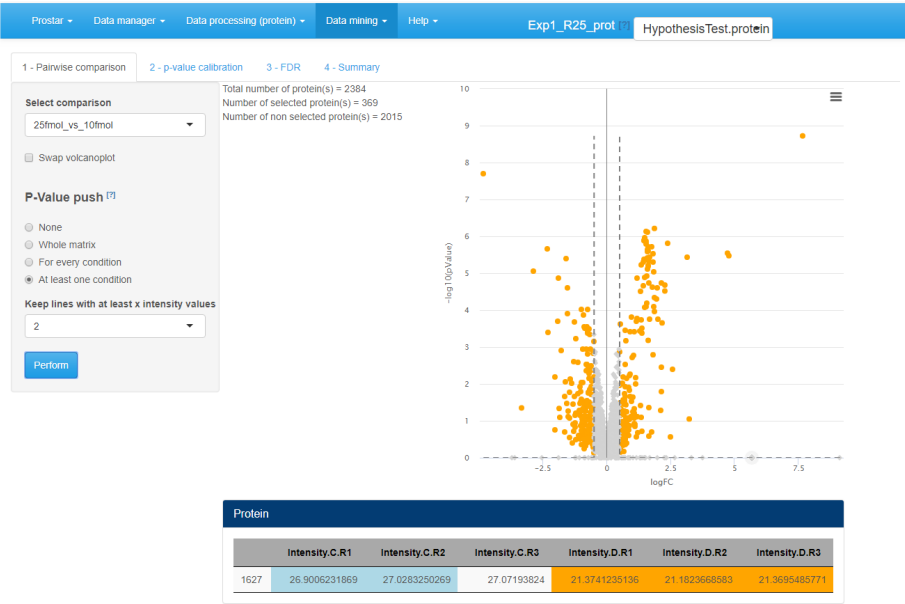 Prostar Data manager Data processing (protein) Data mining Help Exp1_R25_prot [?] HypothesisTest.protein
1 - Pairwise comparison 2 - p-value calibration 3 - FDR 4 - Summary
Select comparison
25fmol_vs_10fmol
Swap volcanoplot
P-Value push [?]
None
Whole matrix
For every condition
At least one condition
Keep lines with at least x intensity values
2
Perform
Total number of protein(s) = 2384
Number of selected protein(s) = 369
Number of non selected protein(s) = 2015
10
9
8
7
6
5
4
3
2
1
0
-log10(pValue)
−2.5 0 2.5 5 7.5
logFC
Protein
Intensity.C.R1 Intensity.C.R2 Intensity.C.R3 Intensity.D.R1 Intensity.D.R2 Intensity.D.R3
1627 26.9006231869 27.0283250269 27.07193824 21.3741235136 21.1823668583 21.3695485771